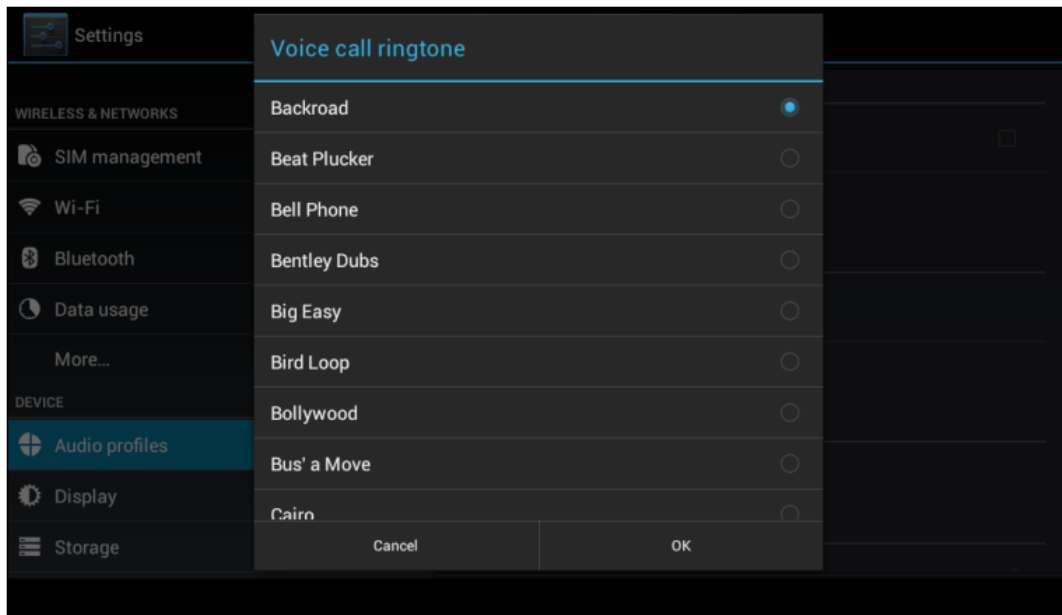 Settings
WIRELESS & NETWORKS
SIM management
Wi-Fi
Bluetooth
Data usage
More...
DEVICE
Audio profiles
Display
Storage
Voice call ringtone
Backroad
Beat Plucker
Bell Phone
Bentley Dubs
Big Easy
Bird Loop
Bollywood
Bus' a Move
Cairo
Cancel
OK